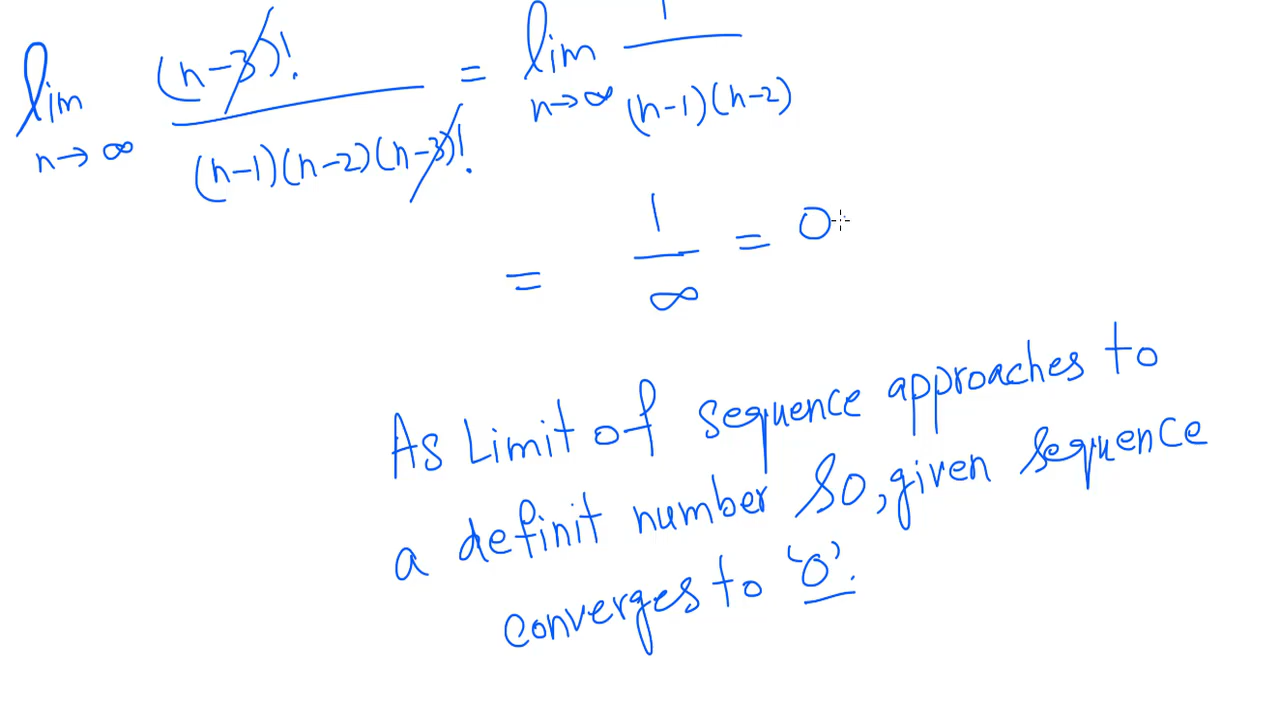 lim n→∞ (n-3)! / (n-1)(n-2)(n-3)! = lim n→∞ 1 / (n-1)(n-2)
= 1/∞ = 0
As Limit of sequence approaches to
a definit number So, given sequence
converges to '0'.